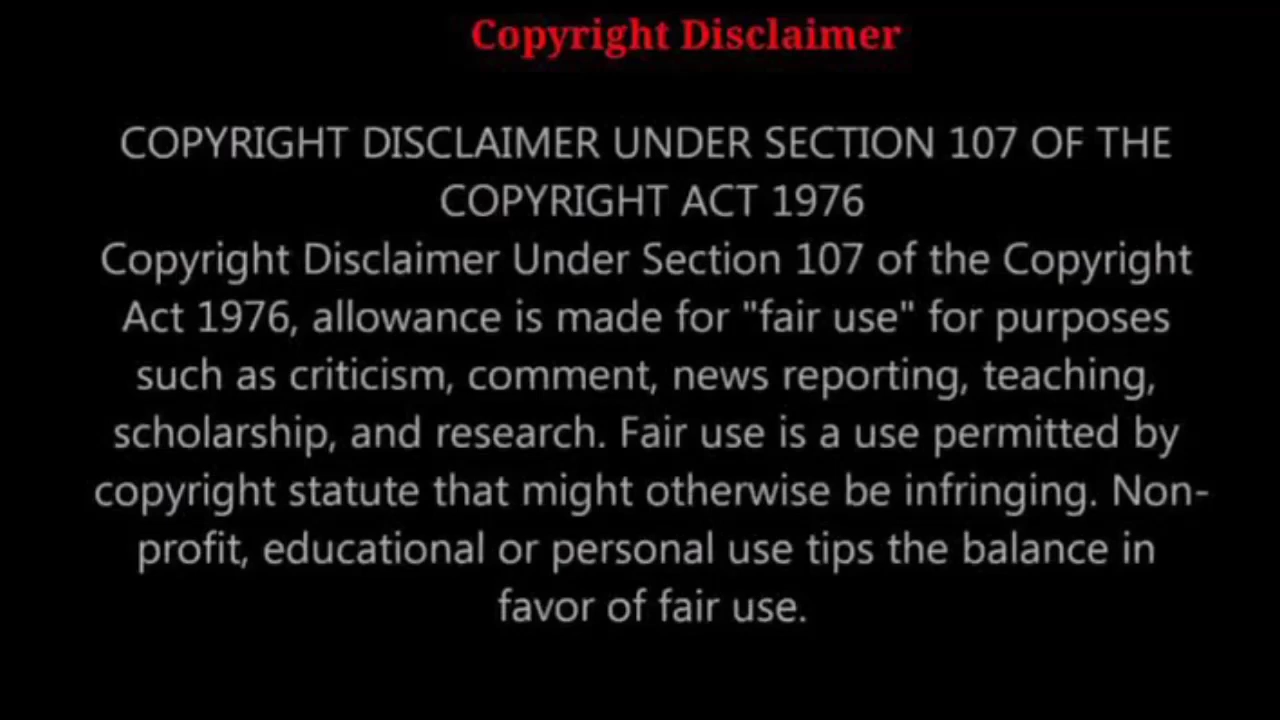 Copyright Disclaimer
COPYRIGHT DISCLAIMER UNDER SECTION 107 OF THE
COPYRIGHT ACT 1976
Copyright Disclaimer Under Section 107 of the Copyright
Act 1976, allowance is made for "fair use" for purposes
such as criticism, comment, news reporting, teaching,
scholarship, and research. Fair use is a use permitted by
copyright statute that might otherwise be infringing. Non-
profit, educational or personal use tips the balance in
favor of fair use.